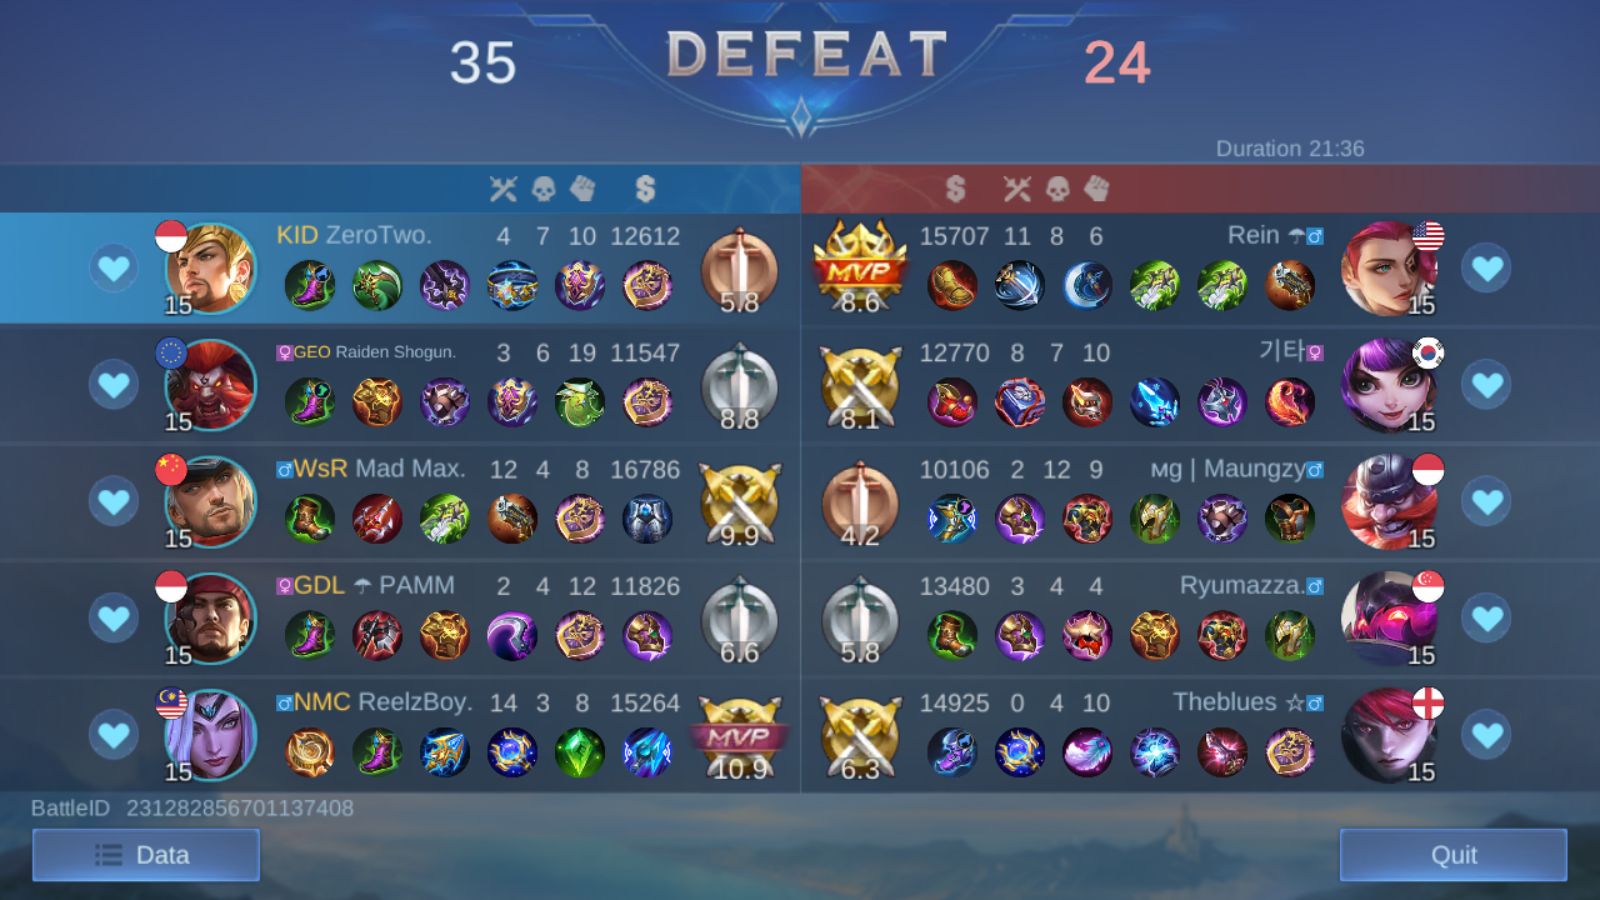 35 DEFEAT 24
Duration 21:36
KID ZeroTwo. 4 7 10 12612
15 5.8
MVP 15707 11 8 6 Rein
8.6 15
GEO Raiden Shogun. 3 6 19 11547
15 8.8
12770 8 7 10 기타
8.1 15
WsR Mad Max. 12 4 8 16786
15 9.9
10106 2 12 9 мg | Maungzy
4.2 15
GDL ☂ PAMM 2 4 12 11826
15 6.6
13480 3 4 4 Ryumazza.
5.8 15
NMC ReelzBoy. 14 3 8 15264
MVP
15 10.9
14925 0 4 10 Theblues ☆
6.3 15
BattleID 231282856701137408
Data
Quit